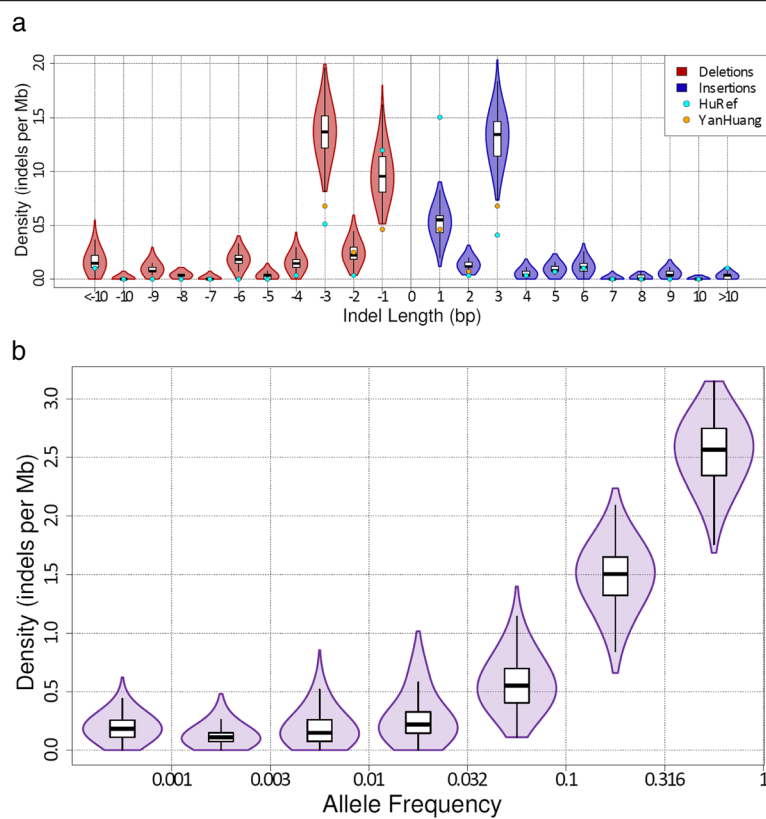 a
Density (indels per Mb)
2.0
1.5
1.0
0.5
0.0
Deletions
Insertions
HuRef
YanHuang
<-10 -10 -9 -8 -7 -6 -5 -4 -3 -2 -1 0 1 2 3 4 5 6 7 8 9 10 >10
Indel Length (bp)
b
Density (indels per Mb)
3.0
2.5
2.0
1.5
1.0
0.5
0.0
0.001 0.003 0.01 0.032 0.1 0.316 1
Allele Frequency